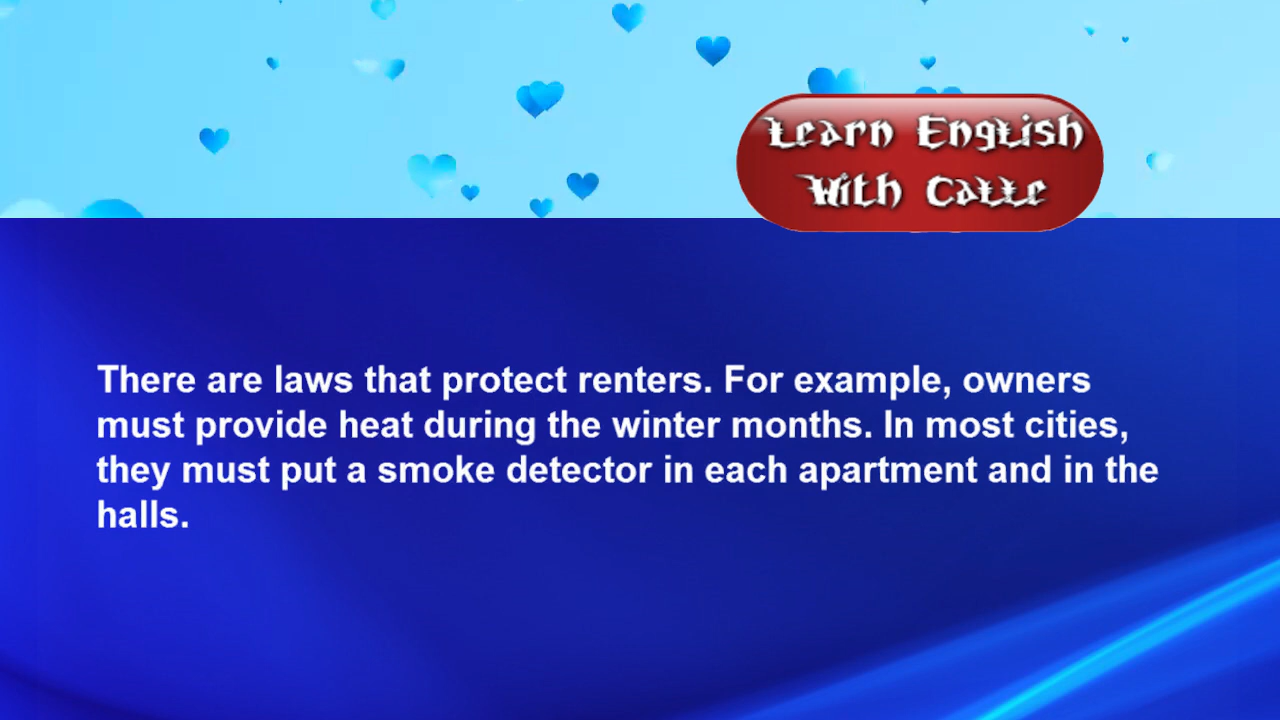 Learn English
With Calle
There are laws that protect renters. For example, owners
must provide heat during the winter months. In most cities,
they must put a smoke detector in each apartment and in the
halls.